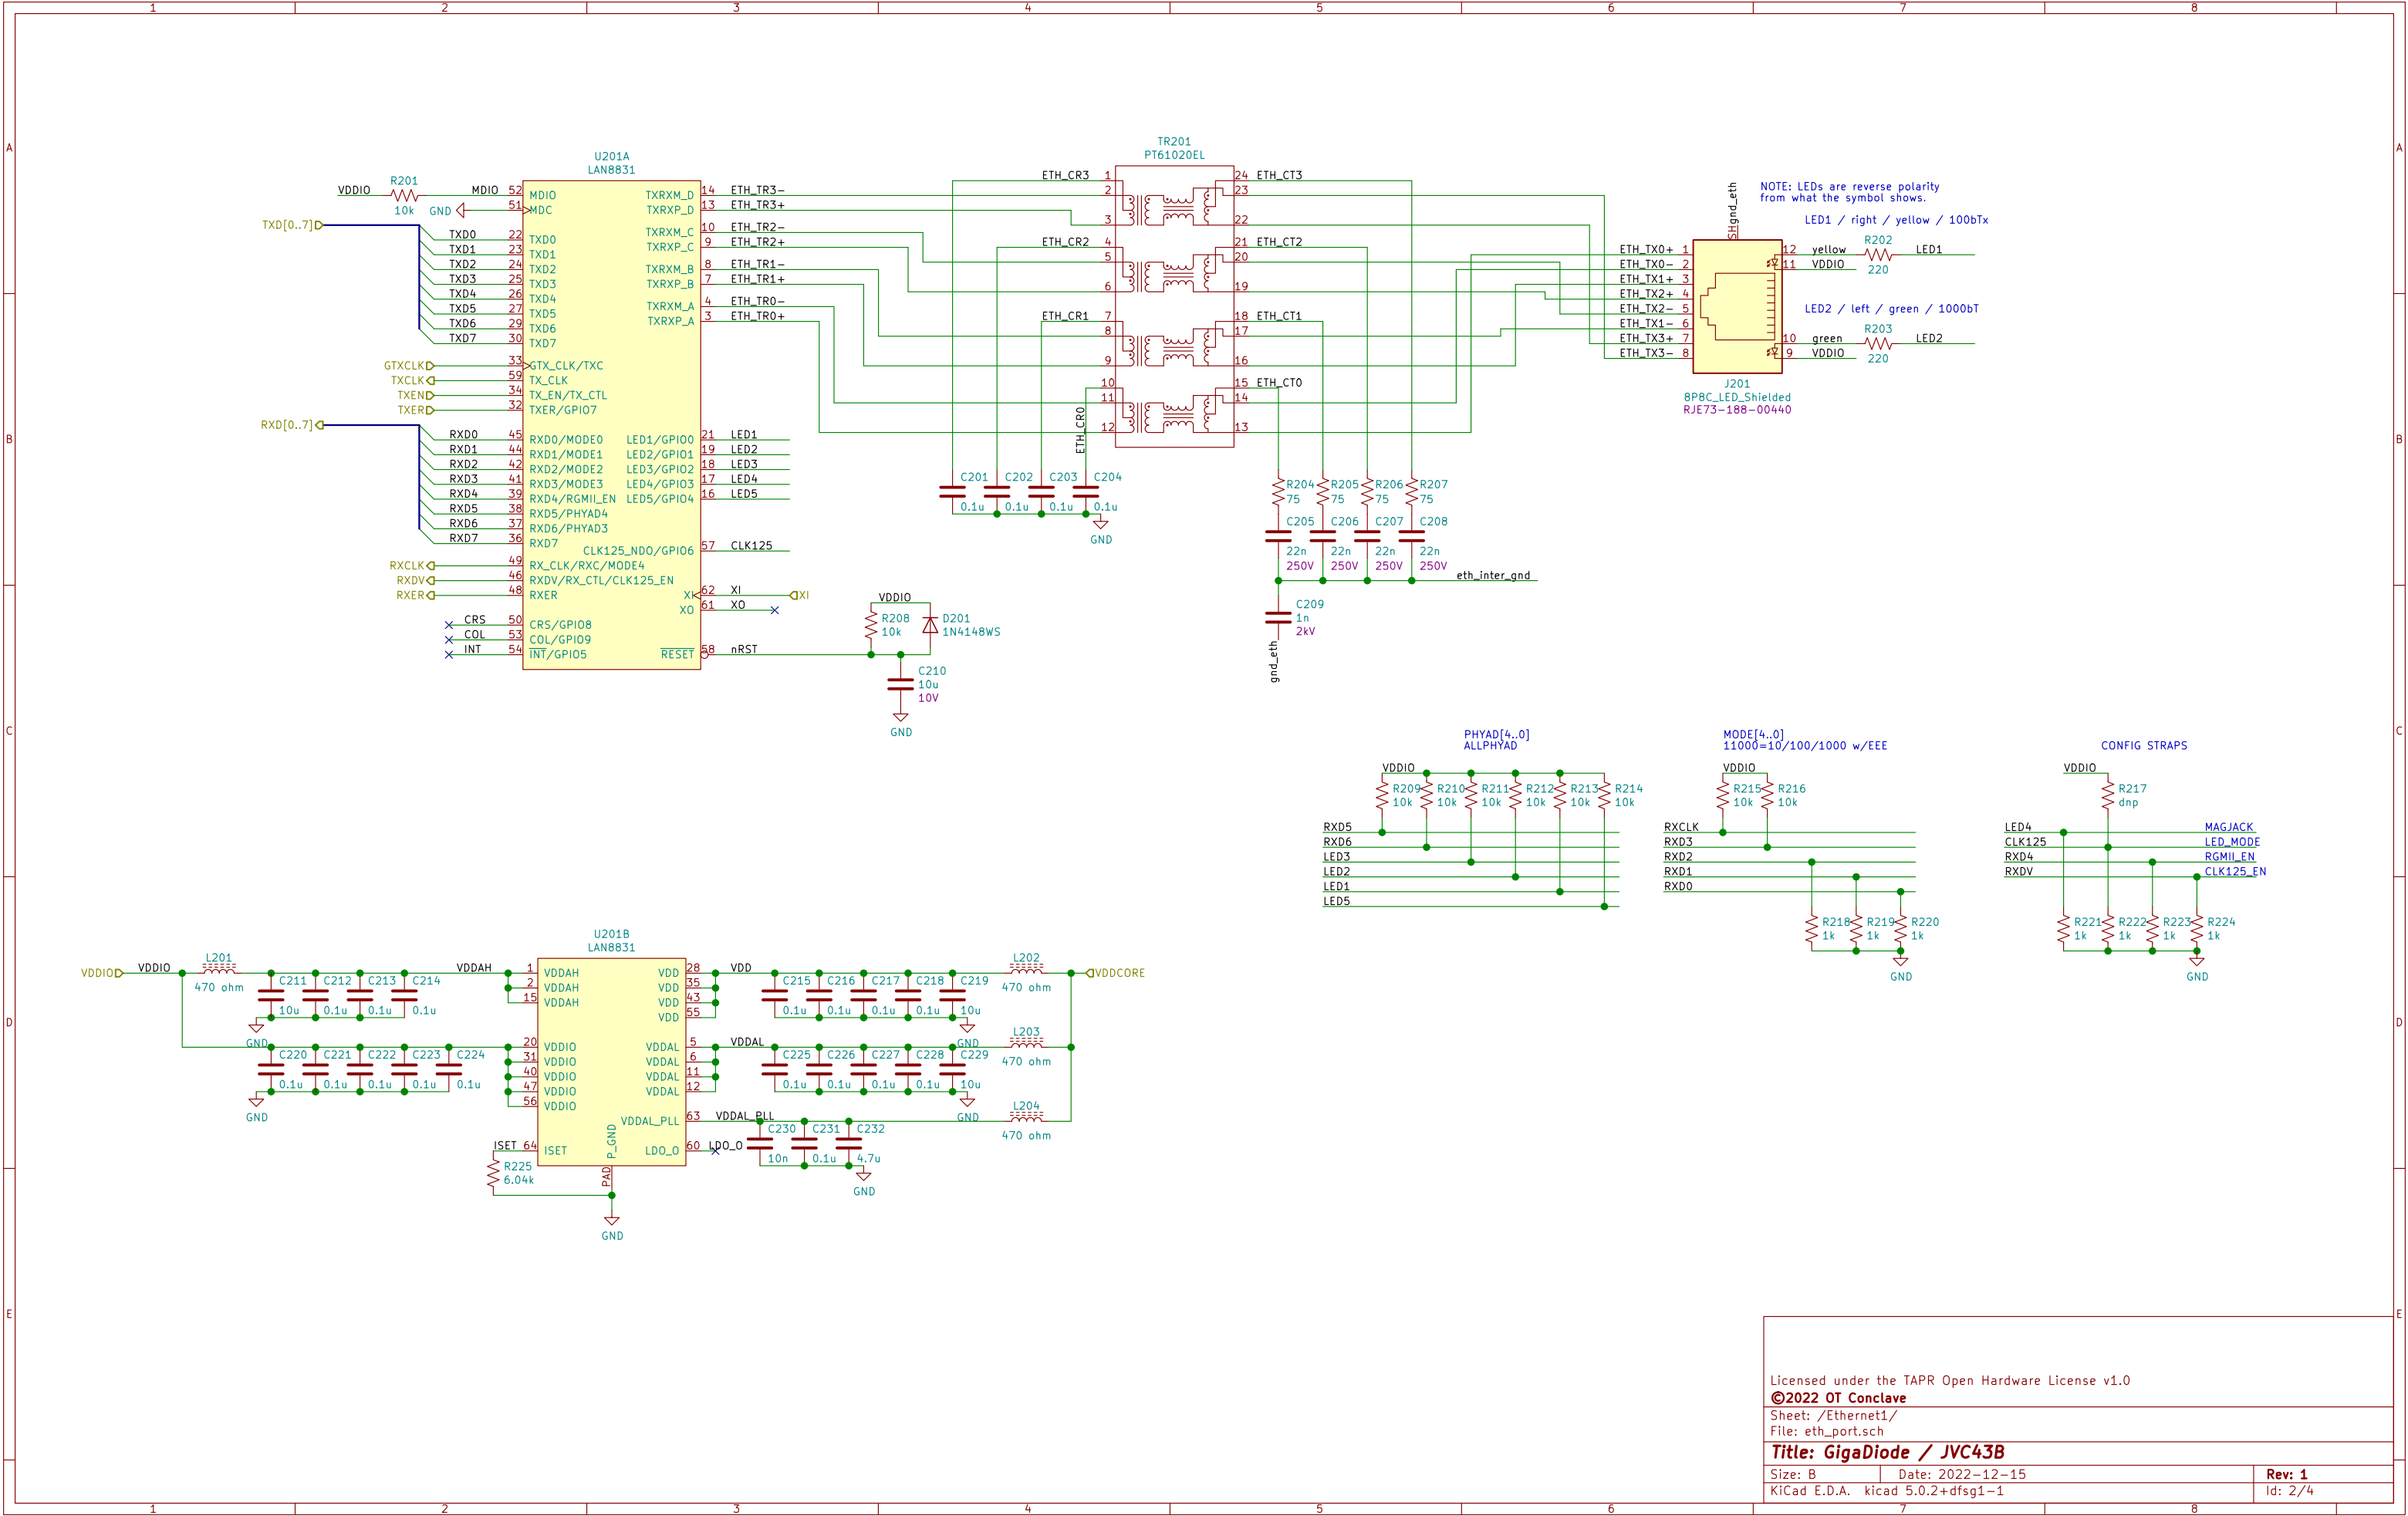 1 2 3 4 5 6 7 8
A A
B B
C C
D D
E E
U201A
LAN8831
VDDIO R201 10k MDIO 52 MDIO
GND 51 MDC
TXD[0..7]
TXD0 22 TXD0
TXD1 23 TXD1
TXD2 24 TXD2
TXD3 25 TXD3
TXD4 26 TXD4
TXD5 27 TXD5
TXD6 29 TXD6
TXD7 30 TXD7
GTXCLK 33 GTX_CLK/TXC
TXCLK 59 TX_CLK
TXEN 34 TX_EN/TX_CTL
TXER 32 TXER/GPIO7
RXD[0..7]
RXD0 45 RXD0/MODE0
RXD1 44 RXD1/MODE1
RXD2 42 RXD2/MODE2
RXD3 41 RXD3/MODE3
RXD4 39 RXD4/RGMII_EN
RXD5 38 RXD5/PHYAD4
RXD6 37 RXD6/PHYAD3
RXD7 36 RXD7
RXCLK 49 RX_CLK/RXC/MODE4
RXDV 46 RXDV/RX_CTL/CLK125_EN
RXER 48 RXER
CRS 50 CRS/GPIO8
COL 53 COL/GPIO9
INT 54 INT/GPIO5
TXRXM_D 14 ETH_TR3-
TXRXP_D 13 ETH_TR3+
TXRXM_C 10 ETH_TR2-
TXRXP_C 9 ETH_TR2+
TXRXM_B 8 ETH_TR1-
TXRXP_B 7 ETH_TR1+
TXRXM_A 4 ETH_TR0-
TXRXP_A 3 ETH_TR0+
LED1/GPIO0 21 LED1
LED2/GPIO1 19 LED2
LED3/GPIO2 18 LED3
LED4/GPIO3 17 LED4
LED5/GPIO4 16 LED5
CLK125_NDO/GPIO6 57 CLK125
XI 62 XI XI
XO 61 XO
RESET 58 nRST
VDDIO
R208 10k
D201 1N4148WS
C210
10u
10V
GND
TR201
PT61020EL
ETH_CR3 1 24 ETH_CT3
2 23
3 22
ETH_CR2 4 21 ETH_CT2
5 20
6 19
ETH_CR1 7 18 ETH_CT1
8 17
9 16
10 15 ETH_CT0
11 14
ETH_CR0 12 13
C201 C202 C203 C204
0.1u 0.1u 0.1u 0.1u
GND
R204 R205 R206 R207
75 75 75 75
C205 C206 C207 C208
22n 22n 22n 22n
250V 250V 250V 250V
eth_inter_gnd
C209
1n
2kV
gnd_eth
NOTE: LEDs are reverse polarity
from what the symbol shows.
LED1 / right / yellow / 100bTx
SH gnd_eth
ETH_TX0+ 1
ETH_TX0- 2
ETH_TX1+ 3
ETH_TX2+ 4
ETH_TX2- 5
ETH_TX1- 6
ETH_TX3+ 7
ETH_TX3- 8
12 yellow R202 220 LED1
11 VDDIO
LED2 / left / green / 1000bT
10 green R203 220 LED2
9 VDDIO
J201
8P8C_LED_Shielded
RJE73-188-00440
PHYAD[4..0]
ALLPHYAD
VDDIO
R209 R210 R211 R212 R213 R214
10k 10k 10k 10k 10k 10k
RXD5
RXD6
LED3
LED2
LED1
LED5
MODE[4..0]
11000=10/100/1000 w/EEE
VDDIO
R215 R216
10k 10k
RXCLK
RXD3
RXD2
RXD1
RXD0
R218 R219 R220
1k 1k 1k
GND
CONFIG STRAPS
VDDIO
R217
dnp
LED4 MAGJACK
CLK125 LED_MODE
RXD4 RGMII_EN
RXDV CLK125_EN
R221 R222 R223 R224
1k 1k 1k 1k
GND
U201B
LAN8831
VDDIO VDDIO L201 470 ohm VDDAH
C211 C212 C213 C214
10u 0.1u 0.1u 0.1u
GND
C220 C221 C222 C223 C224
0.1u 0.1u 0.1u 0.1u 0.1u
GND
1 VDDAH
2 VDDAH
15 VDDAH
20 VDDIO
31 VDDIO
40 VDDIO
47 VDDIO
56 VDDIO
ISET 64 ISET
R225
6.04k
P_GND
PAD
GND
VDD 28 VDD
VDD 35
VDD 43
VDD 55
VDDAL 5 VDDAL
VDDAL 6
VDDAL 11
VDDAL 12
VDDAL_PLL 63 VDDAL_PLL
LDO_O 60 LDO_O
C215 C216 C217 C218 C219
0.1u 0.1u 0.1u 0.1u 10u
GND
C225 C226 C227 C228 C229
0.1u 0.1u 0.1u 0.1u 10u
GND
C230 C231 C232
10n 0.1u 4.7u
GND
L202
470 ohm
VDDCORE
L203
470 ohm
L204
470 ohm
Licensed under the TAPR Open Hardware License v1.0
©2022 OT Conclave
Sheet: /Ethernet1/
File: eth_port.sch
Title: GigaDiode / JVC43B
Size: B Date: 2022-12-15 Rev: 1
KiCad E.D.A. kicad 5.0.2+dfsg1-1 Id: 2/4
1 2 3 4 5 6 7 8